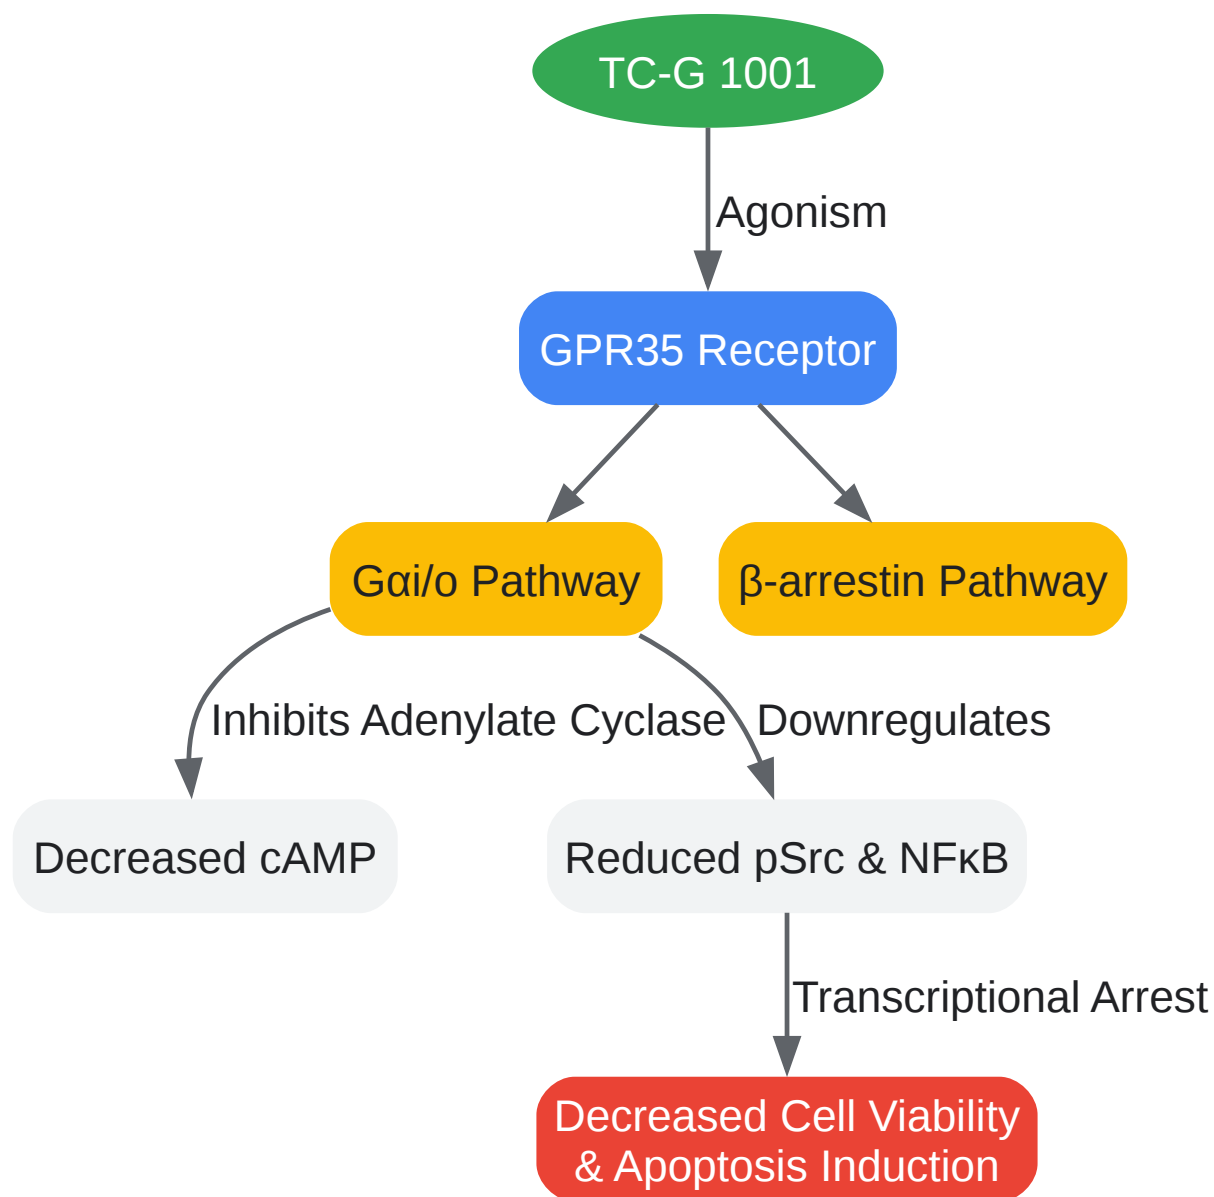 TC-G 1001
Agonism
GPR35 Receptor
Gαi/o Pathway
β-arrestin Pathway
Inhibits Adenylate Cyclase
Downregulates
Decreased cAMP
Reduced pSrc & NFκB
Transcriptional Arrest
Decreased Cell Viability
& Apoptosis Induction